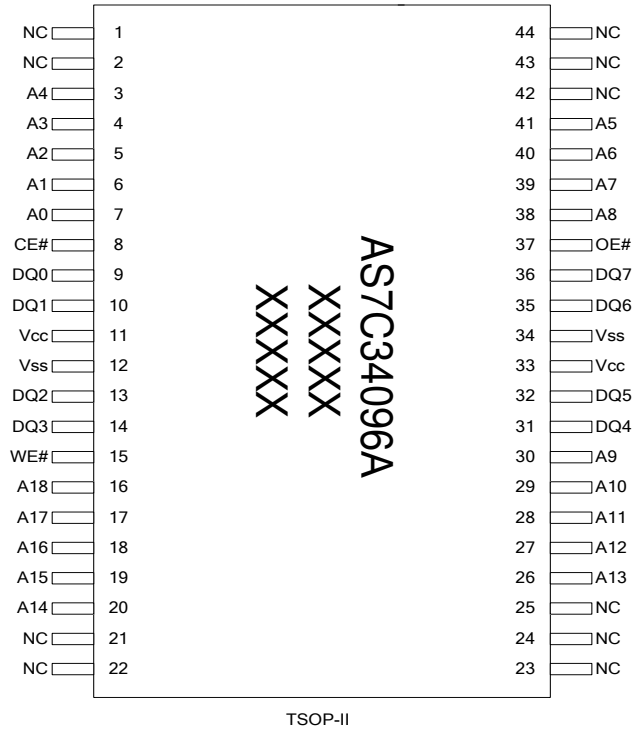 NC 1 44 NC
NC 2 43 NC
A4 3 42 NC
A3 4 41 A5
A2 5 40 A6
A1 6 39 A7
A0 7 38 A8
CE# 8 37 OE#
DQ0 9 36 DQ7
DQ1 10 35 DQ6
Vcc 11 34 Vss
Vss 12 33 Vcc
DQ2 13 32 DQ5
DQ3 14 31 DQ4
WE# 15 30 A9
A18 16 29 A10
A17 17 28 A11
A16 18 27 A12
A15 19 26 A13
A14 20 25 NC
NC 21 24 NC
NC 22 23 NC
AS7C34096A
XXXXX
XXXXX
TSOP-II